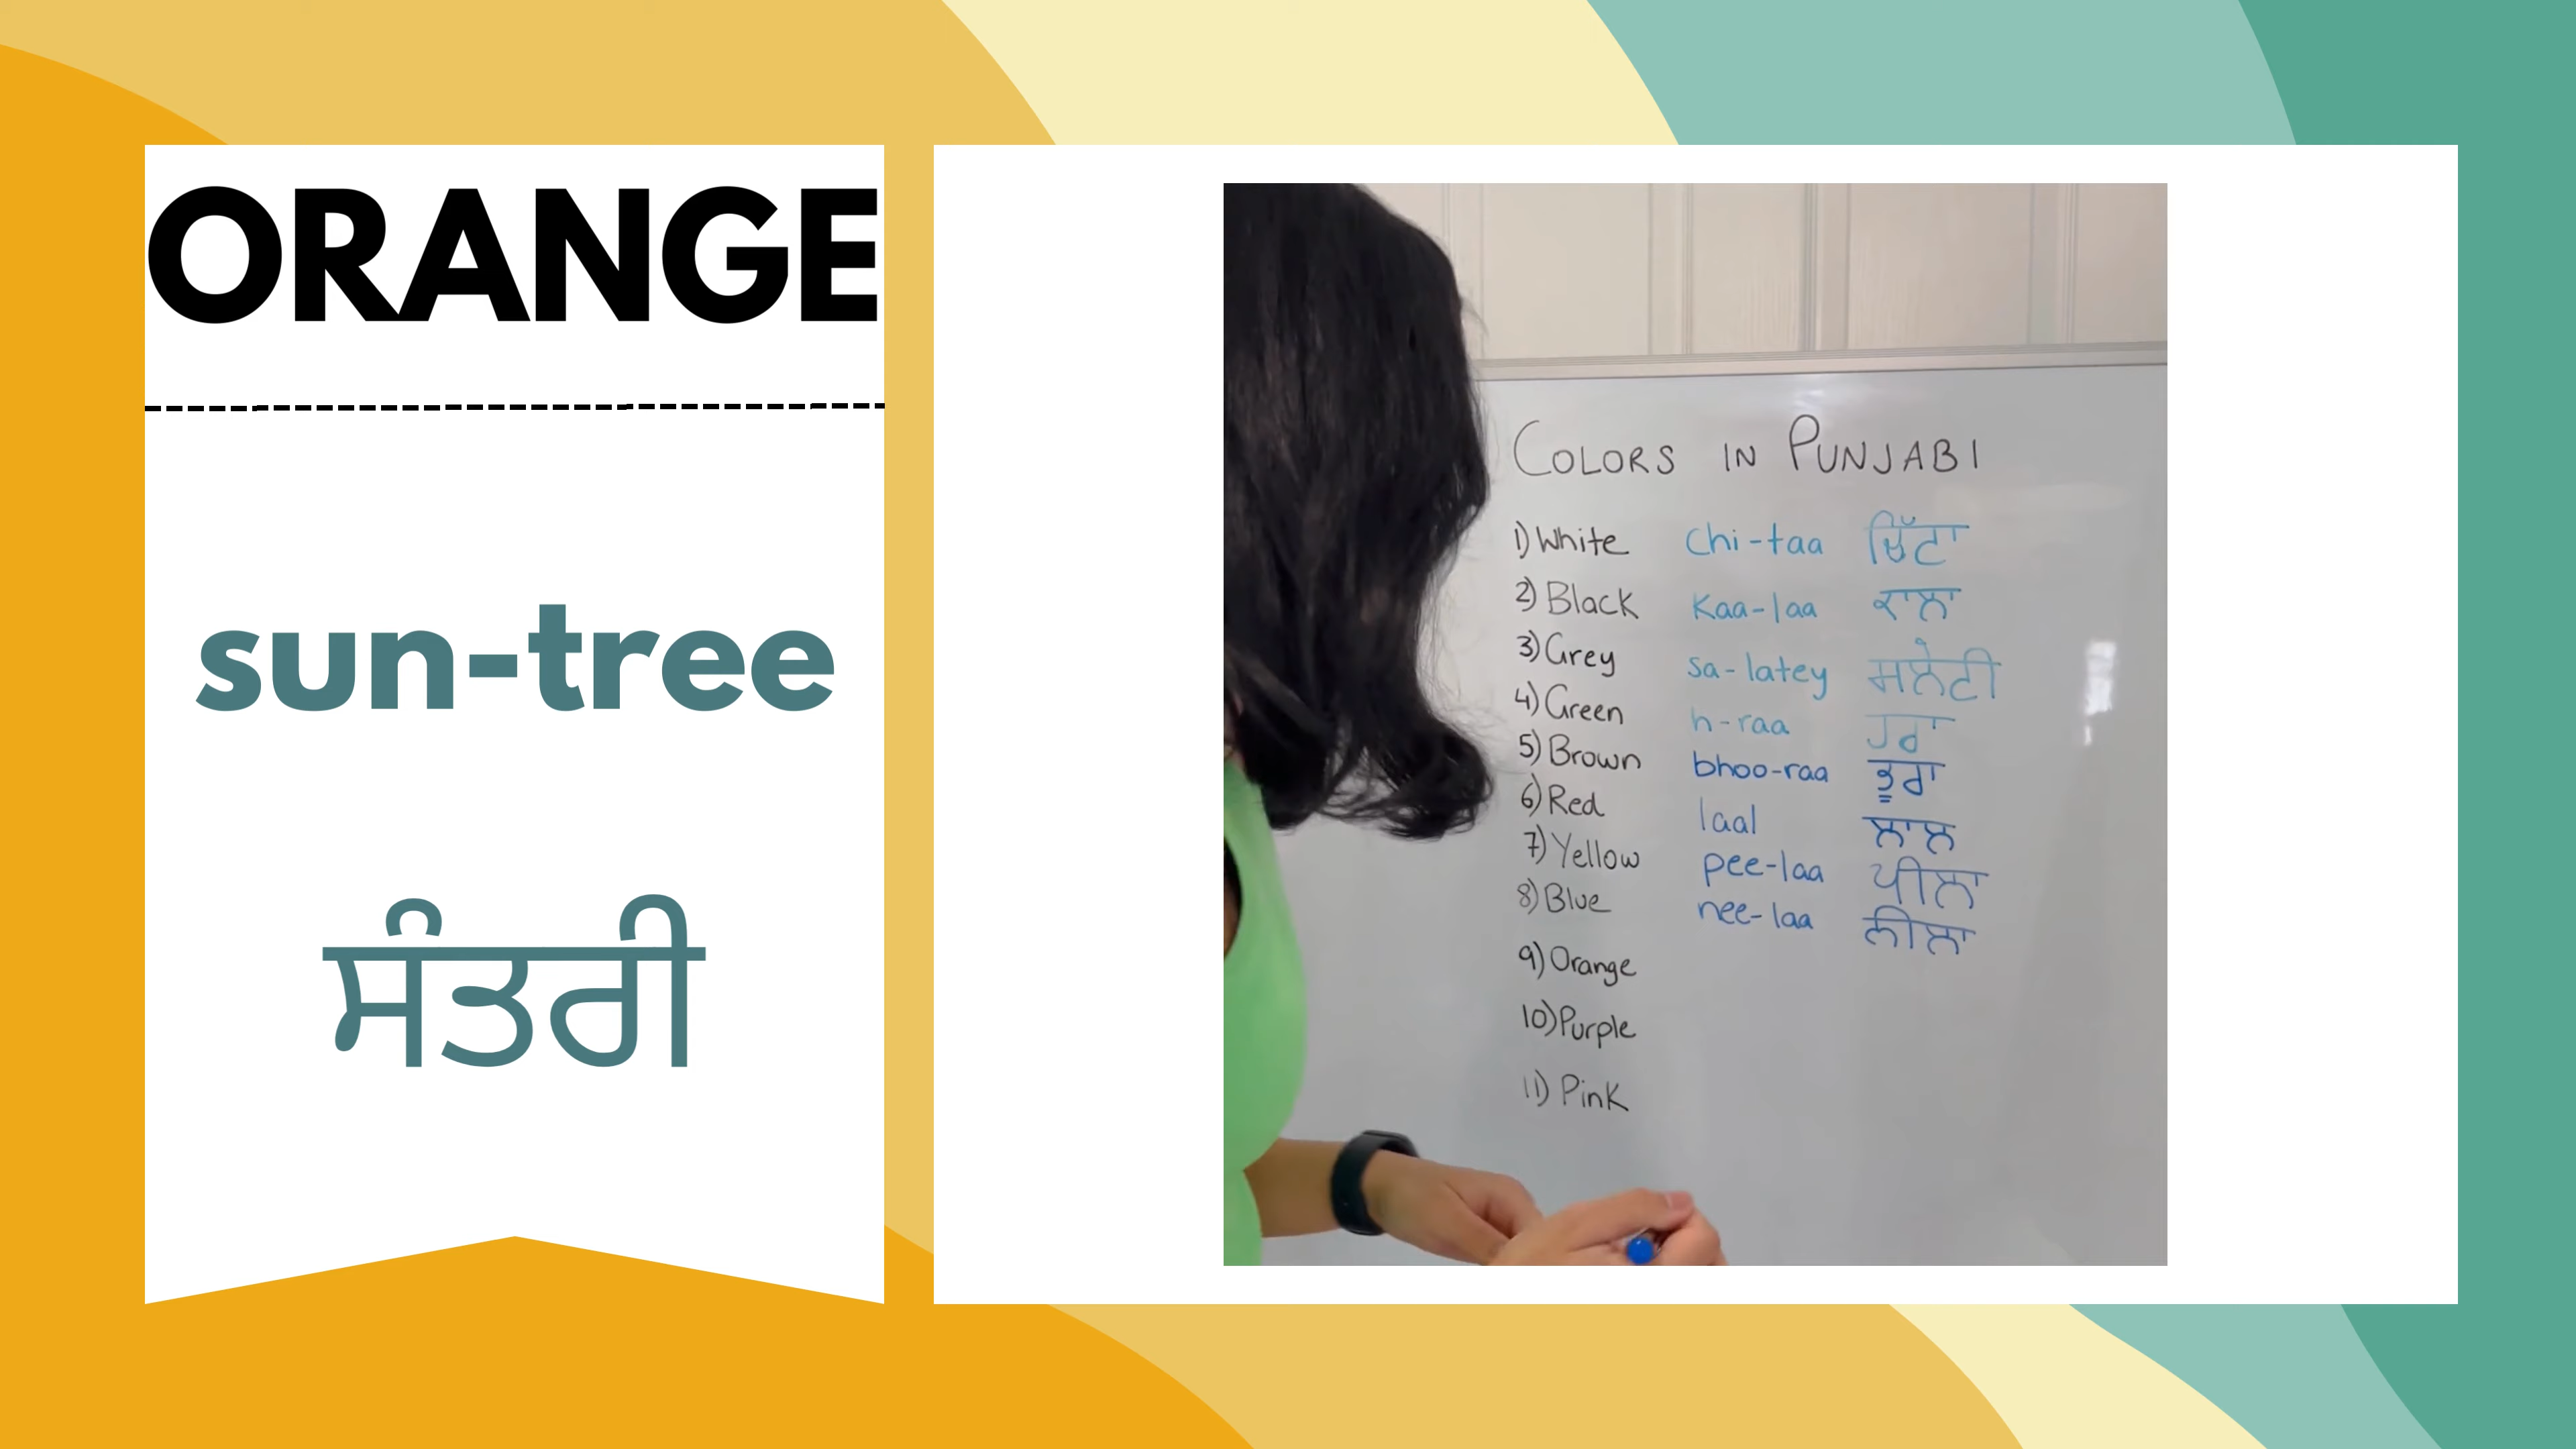 ORANGE
sun-tree
ਸੰਤਰੀ
COLORS IN PUNJABI
1) White chi-taa ਚਿੱਟਾ
2) Black Kaa-laa ਕਾਲਾ
3) Grey sa-latey ਸਲੇਟੀ
4) Green h-raa ਹਰਾ
5) Brown bhoo-raa ਭੂਰਾ
6) Red laal ਲਾਲ
7) Yellow pee-laa ਪੀਲਾ
8) Blue nee-laa ਨੀਲਾ
9) Orange
10) Purple
11) Pink